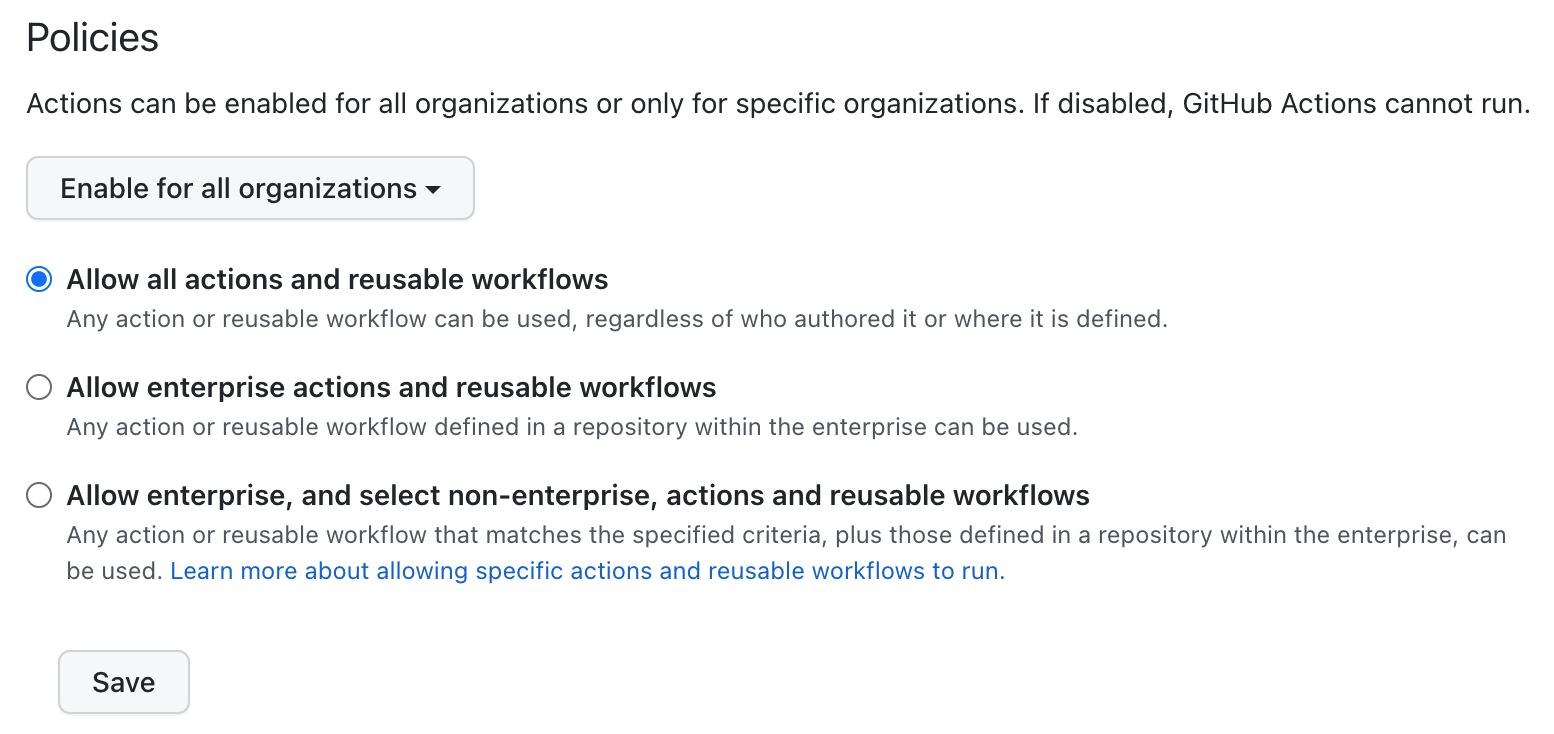 Policies
Actions can be enabled for all organizations or only for specific organizations. If disabled, GitHub Actions cannot run.
Enable for all organizations
Allow all actions and reusable workflows
Any action or reusable workflow can be used, regardless of who authored it or where it is defined.
Allow enterprise actions and reusable workflows
Any action or reusable workflow defined in a repository within the enterprise can be used.
Allow enterprise, and select non-enterprise, actions and reusable workflows
Any action or reusable workflow that matches the specified criteria, plus those defined in a repository within the enterprise, can
be used. Learn more about allowing specific actions and reusable workflows to run.
Save